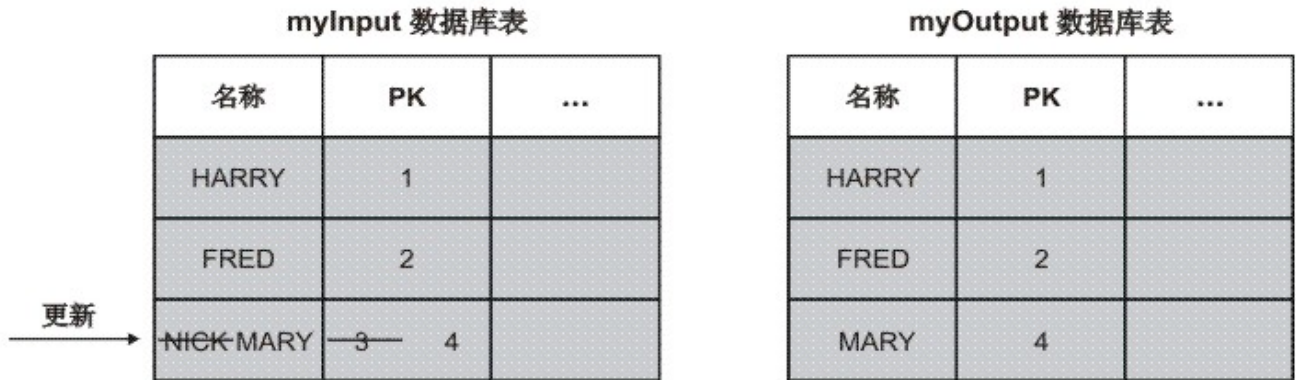 myInput 数据库表
名称 PK ...
HARRY 1
FRED 2
更新 NICK MARY 3 4
myOutput 数据库表
名称 PK ...
HARRY 1
FRED 2
MARY 4